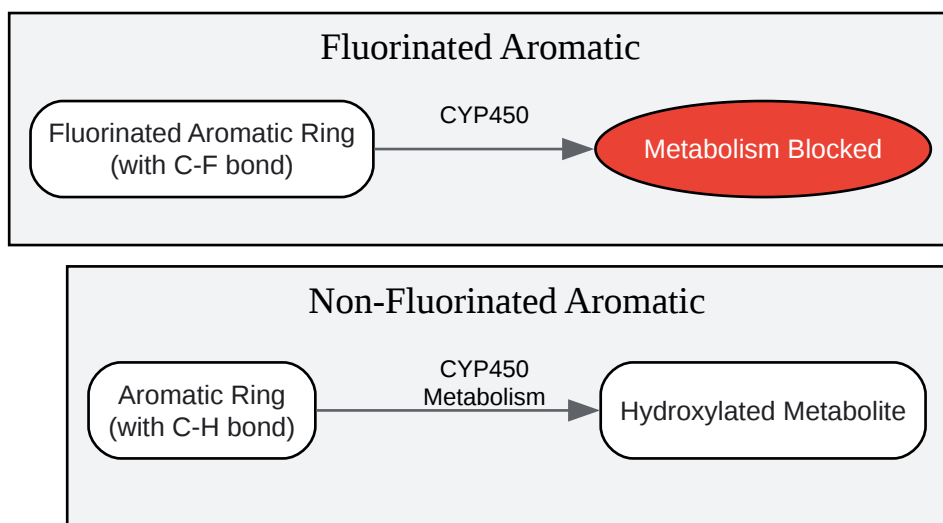 Fluorinated Aromatic
Fluorinated Aromatic Ring
(with C-F bond)
CYP450
Metabolism Blocked
Non-Fluorinated Aromatic
Aromatic Ring
(with C-H bond)
CYP450
Metabolism
Hydroxylated Metabolite